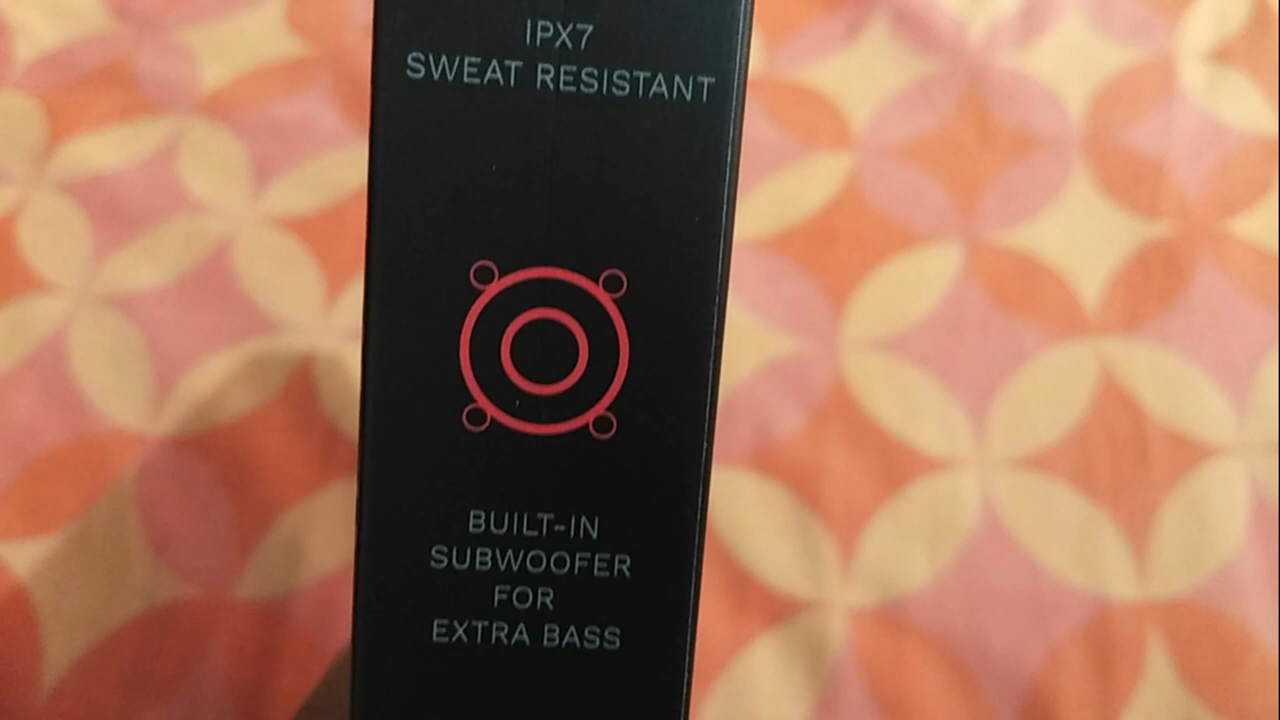 IPX7
SWEAT RESISTANT
BUILT-IN
SUBWOOFER
FOR
EXTRA BASS